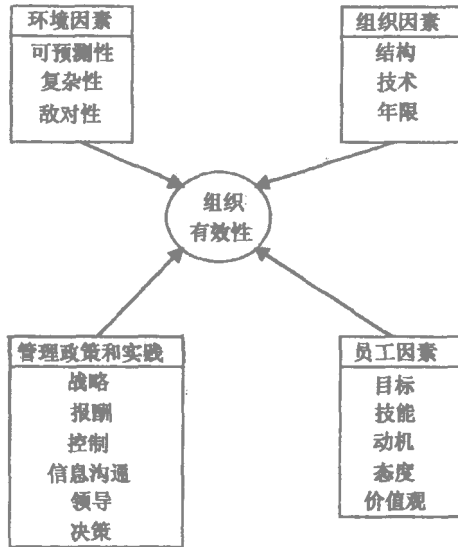 环境因素
可预测性
复杂性
敌对性
组织因素
结构
技术
年限
组织
有效性
管理政策和实践
战略
报酬
控制
信息沟通
领导
决策
员工因素
目标
技能
动机
态度
价值观